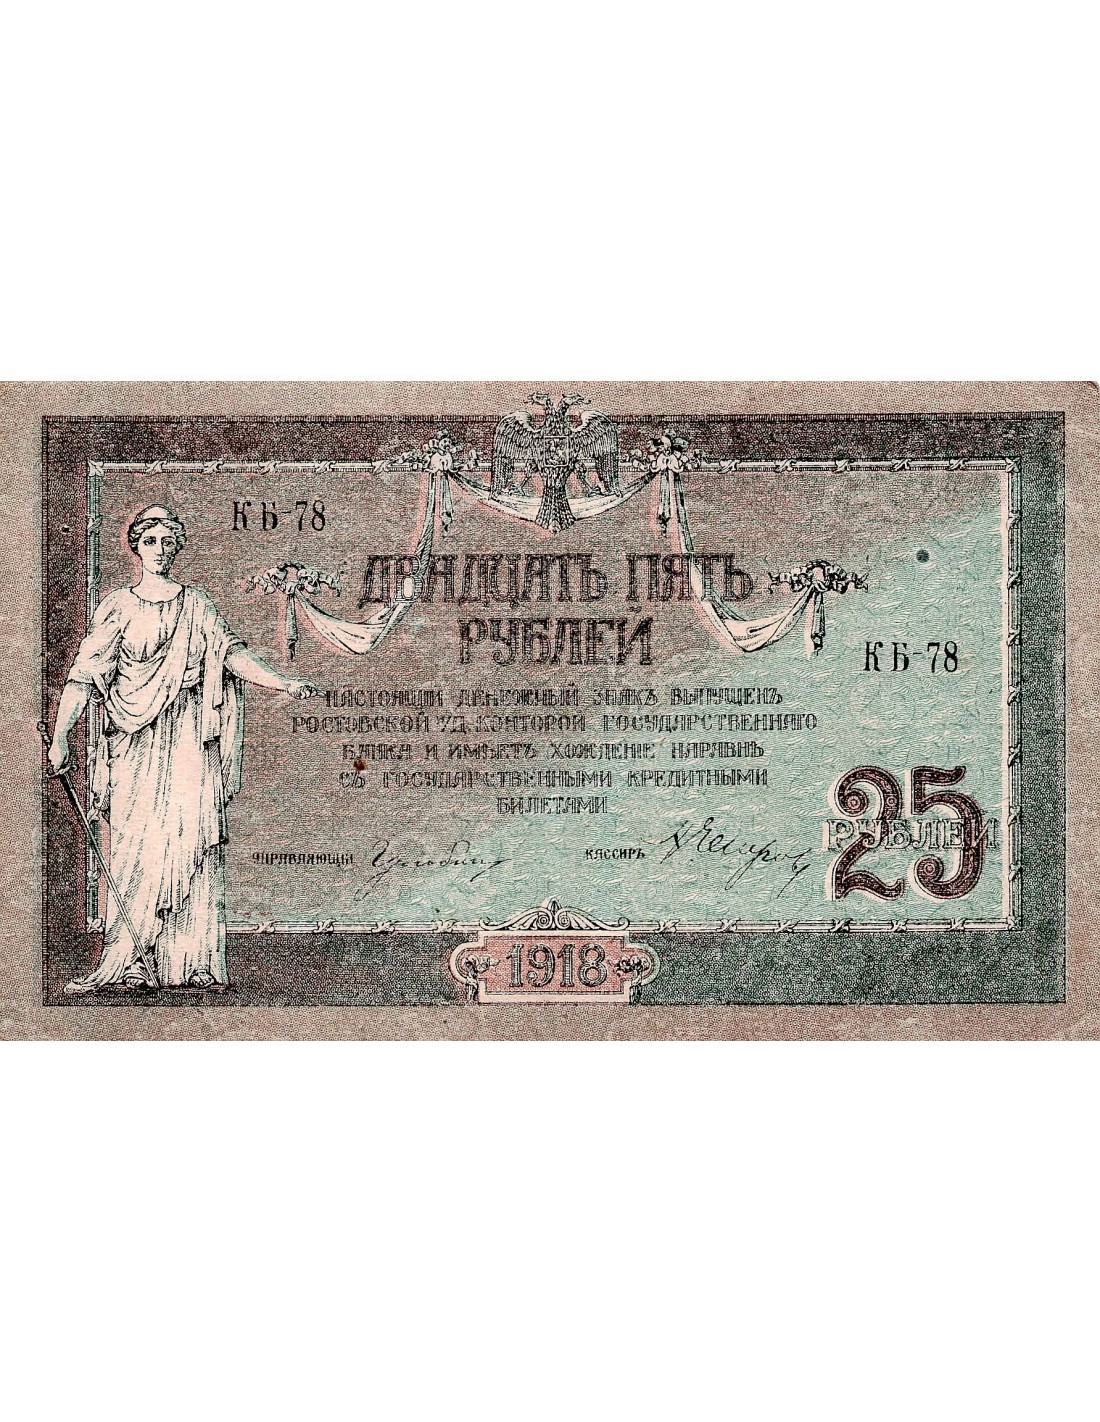 КБ-78
ДВАДЦАТЬ ПЯТЬ
РУБЛЕЙ
КБ-78
НАСТОЯЩІЙ ДЕНЕЖНЫЙ ЗНАКЪ ВЫПУЩЕНЪ
РОСТОВСКОЙ УД. КОНТОРОЙ ГОСУДАРСТВЕННАГО
БАНКА И ИМѢЕТЪ ХОЖДЕНІЕ НАРАВНѢ
СЪ ГОСУДАРСТВЕННЫМИ КРЕДИТНЫМИ
БИЛЕТАМИ
25
РУБЛЕЙ
УПРАВЛЯЮЩІЙ
КАССИРЪ
1918